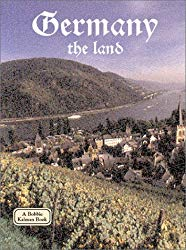 Germany
the land
A Bobbie
Kalman Book